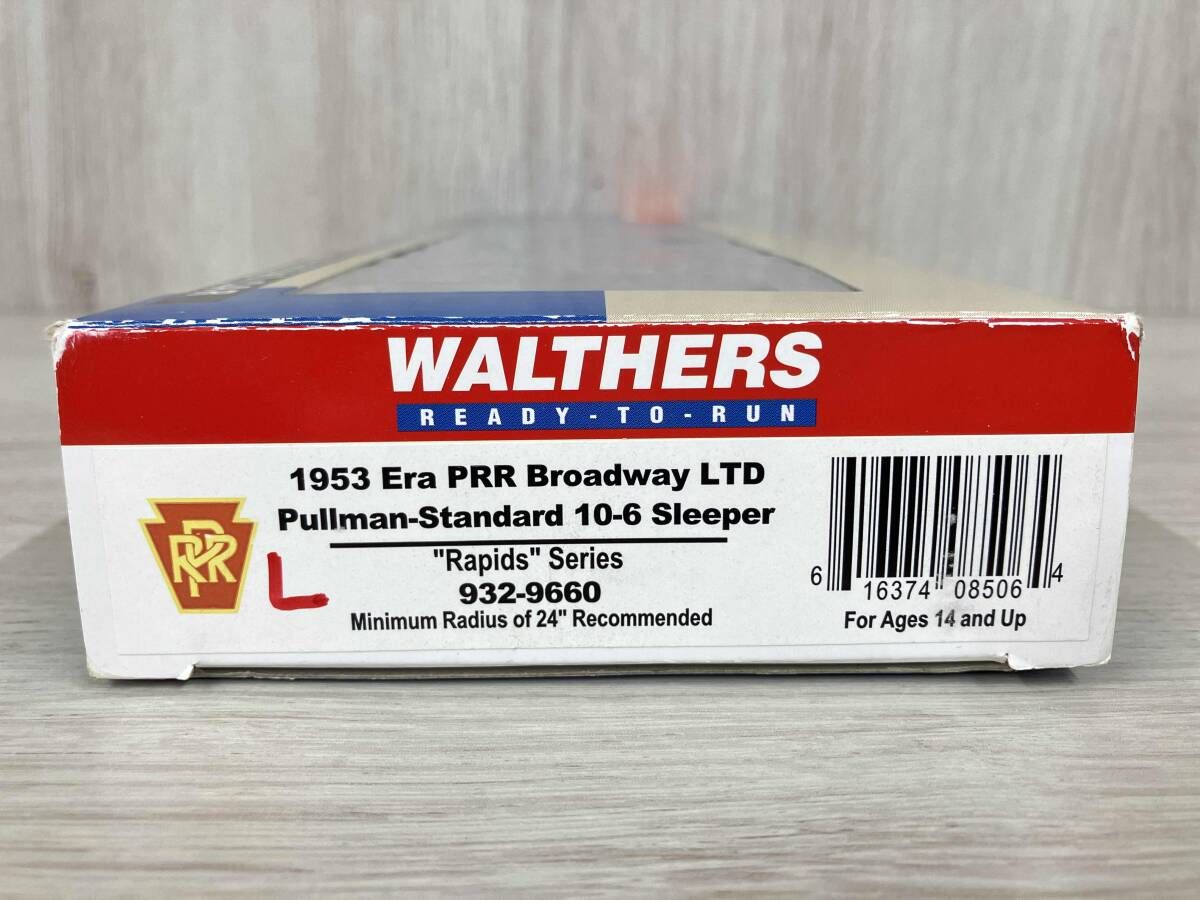 WALTHERS
READY-TO-RUN
1953 Era PRR Broadway LTD
Pullman-Standard 10-6 Sleeper
"Rapids" Series
932-9660
Minimum Radius of 24" Recommended
PRR
L
6 16374 08506 4
For Ages 14 and Up